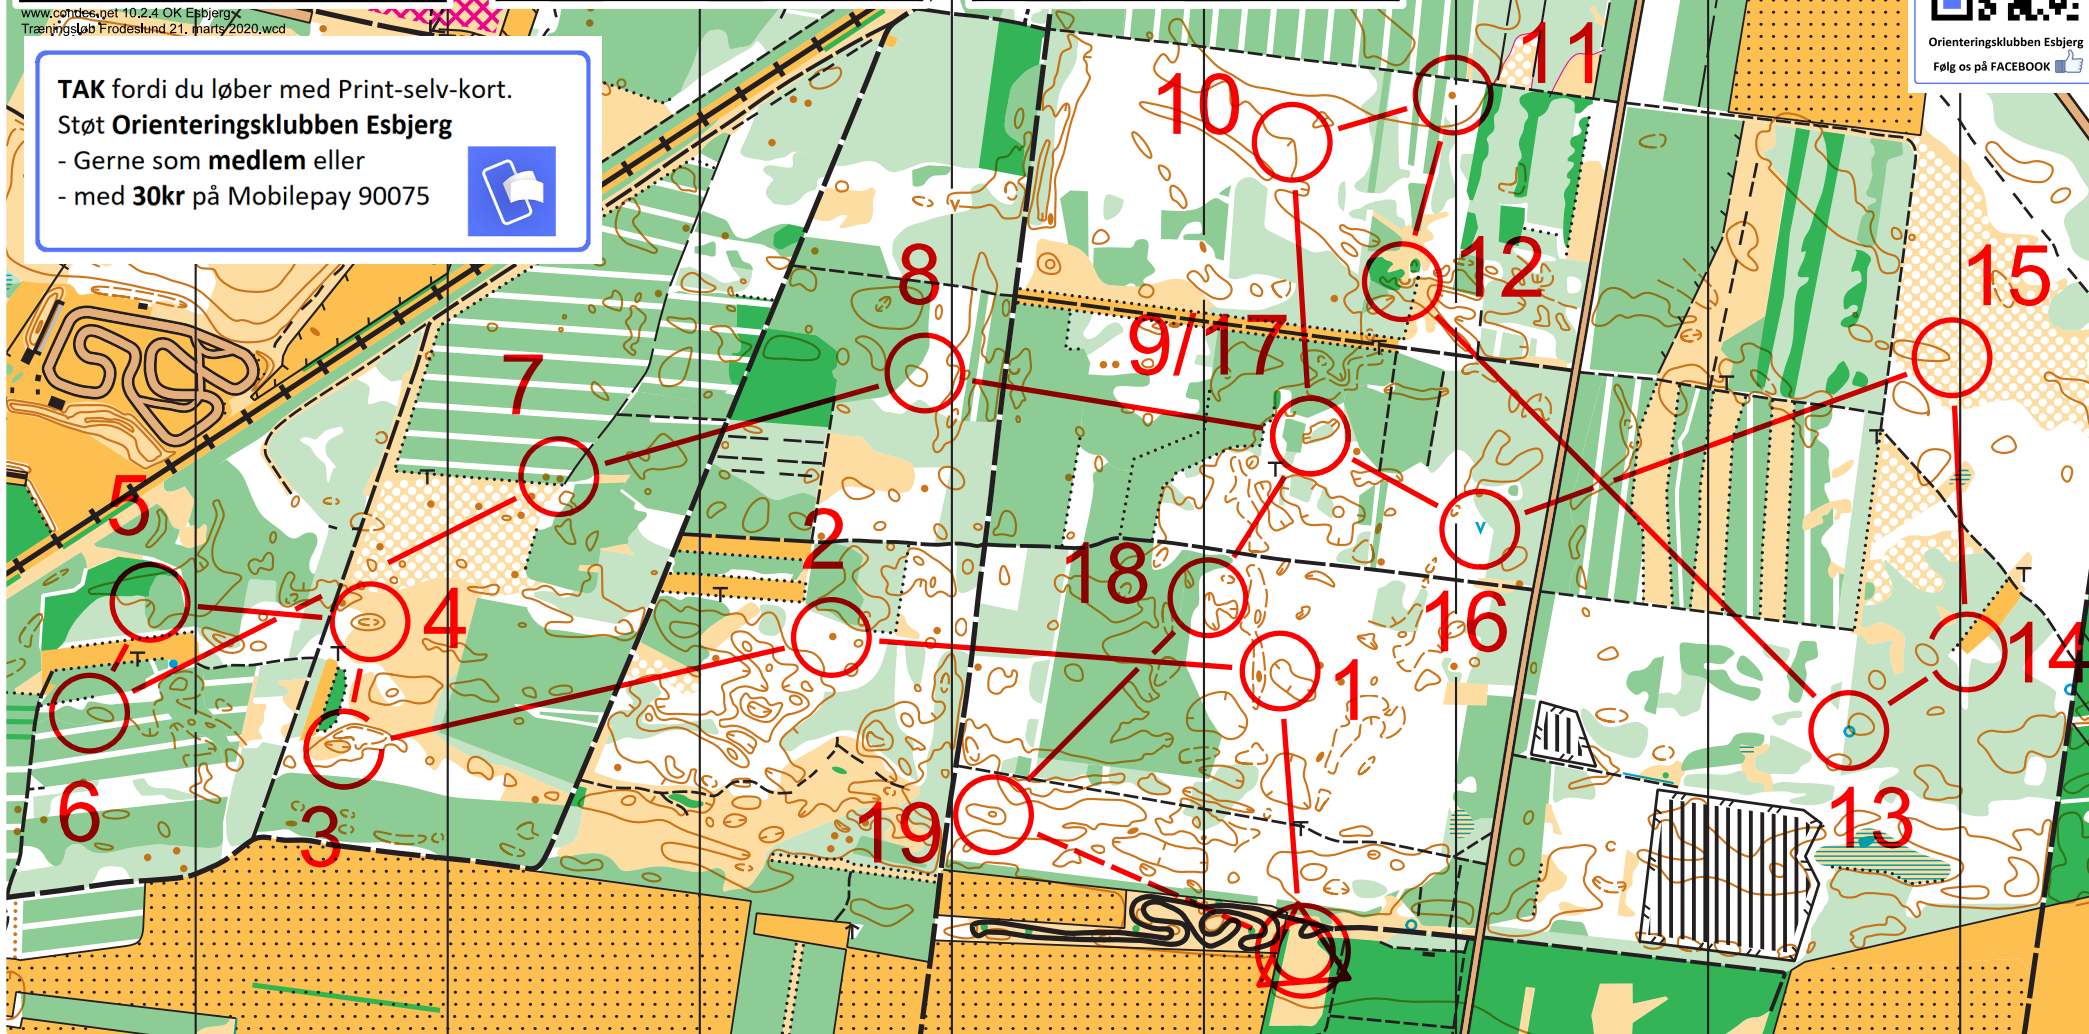 www.condes.net 10.2.4 OK Esbjerg
Træningsløb Frodeslund 21. marts 2020.wcd
TAK fordi du løber med Print-selv-kort.
Støt Orienteringsklubben Esbjerg
- Gerne som medlem eller
- med 30kr på Mobilepay 90075
Orienteringsklubben Esbjerg
Følg os på FACEBOOK
11
10
12
15
8
9/17
7
5
2
18
4
16
1
14
6
3
19
13